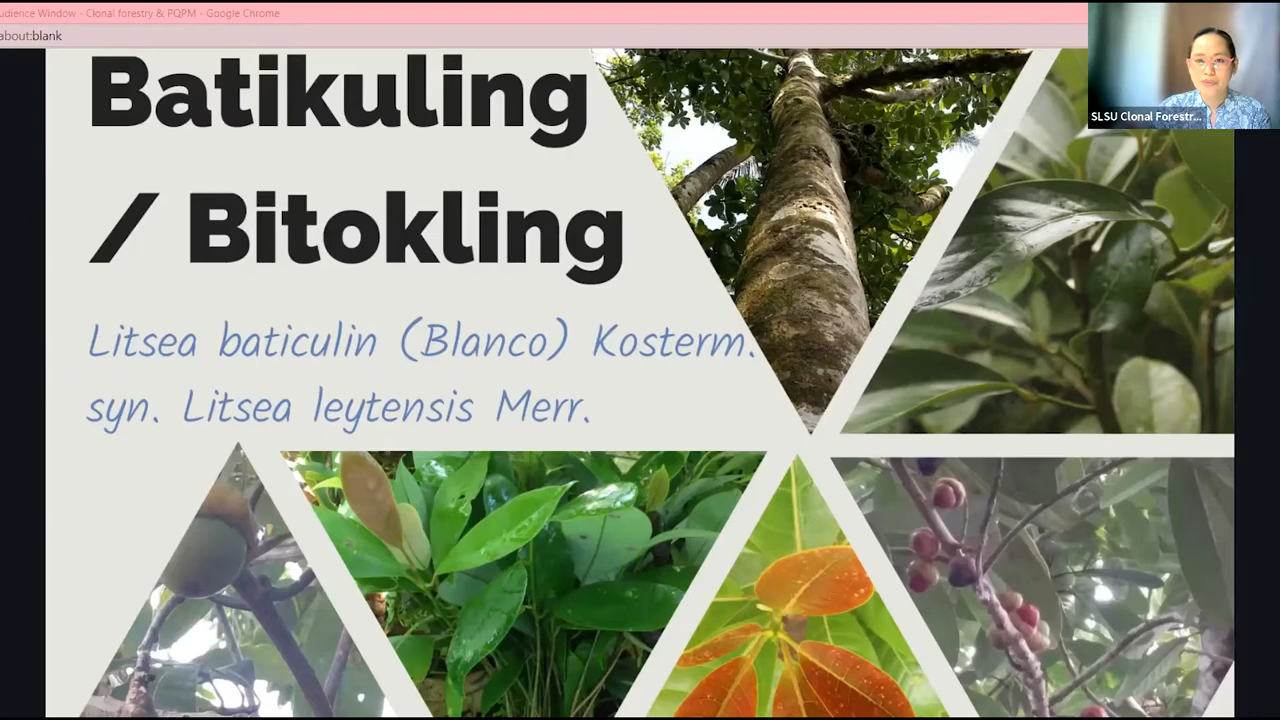 udience Window - Clonal forestry & PQPM - Google Chrome
about:blank
SLSU Clonal Forestr...
Batikuling
/ Bitokling
Litsea baticulin (Blanco) Kosterm.
syn. Litsea leytensis Merr.